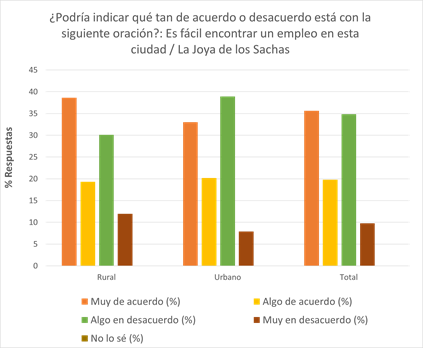 ¿Podría indicar qué tan de acuerdo o desacuerdo está con la
siguiente oración?: Es fácil encontrar un empleo en esta
ciudad / La Joya de los Sachas
% Respuestas
45
40
35
30
25
20
15
10
5
0
Rural
Urbano
Total
Muy de acuerdo (%)
Algo de acuerdo (%)
Algo en desacuerdo (%)
Muy en desacuerdo (%)
No lo sé (%)